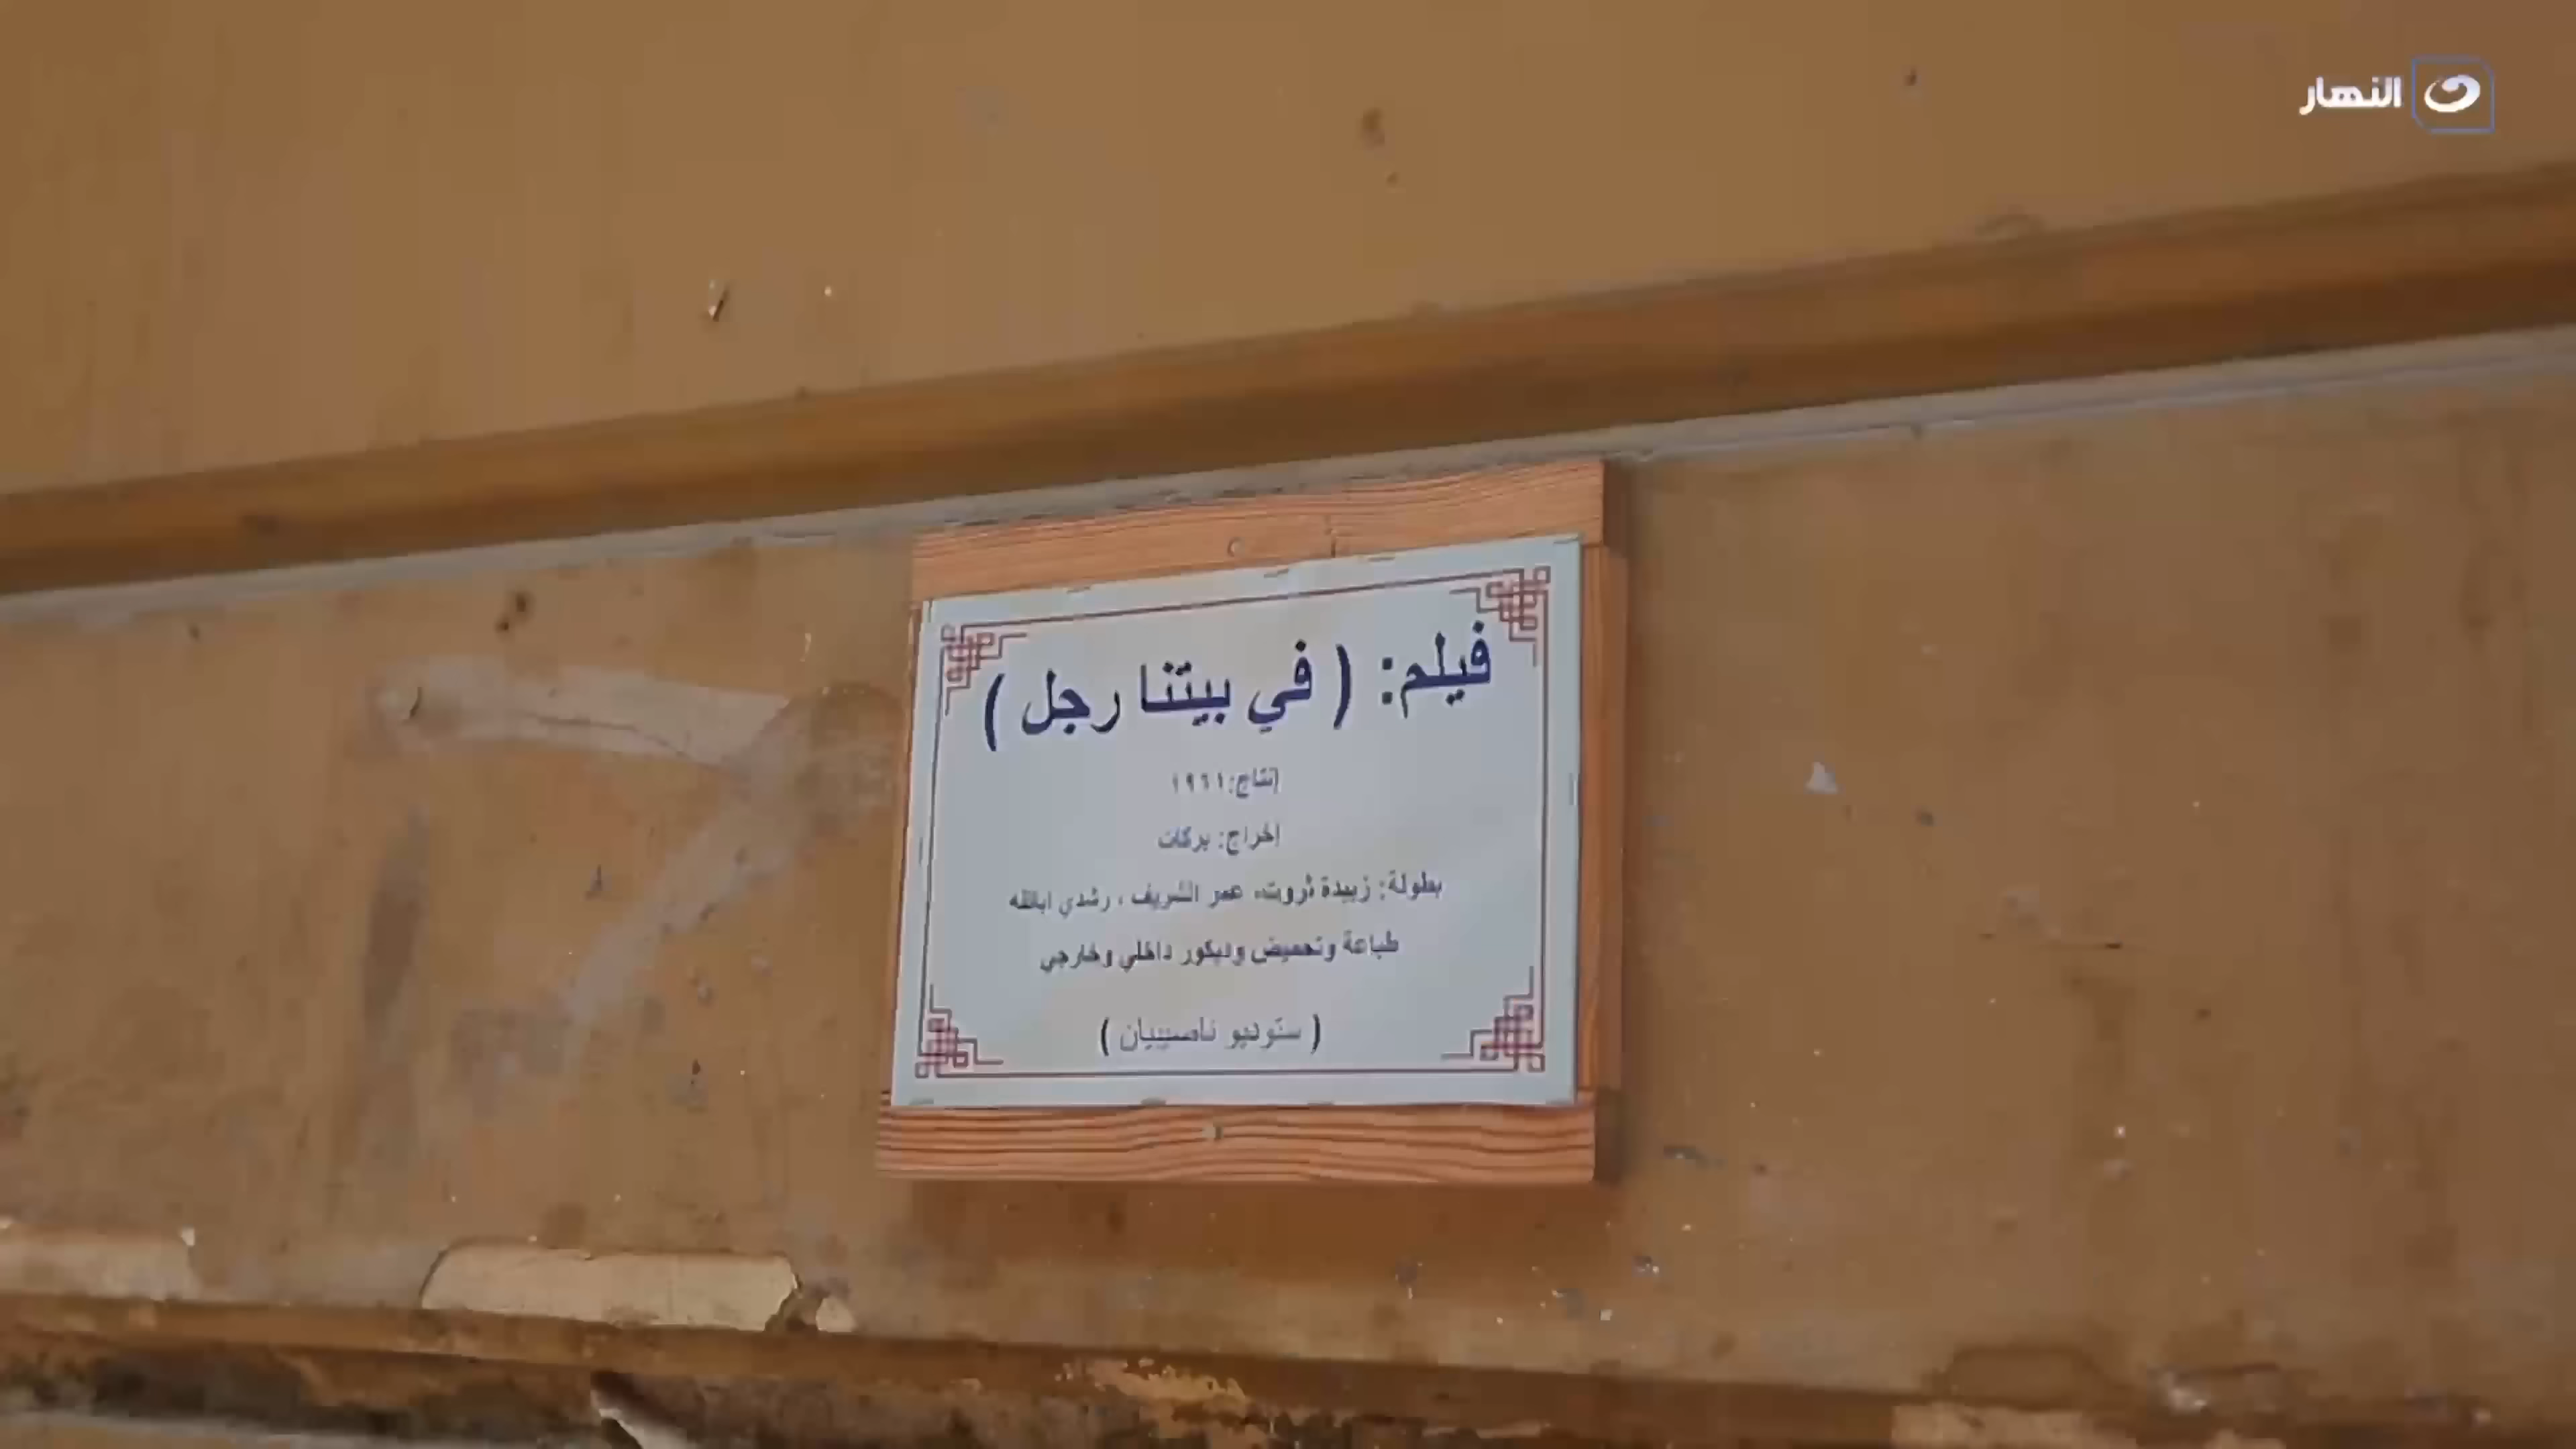 النهار
فيلم: ( في بيتنا رجل )
إنتاج: ١٩٦١
إخراج: بركات
بطولة: زبيدة ثروت، عمر الشريف ، رشدي اباظه
طباعة وتحميض وديكور داخلي وخارجي
( ستوديو ناصيبيان )